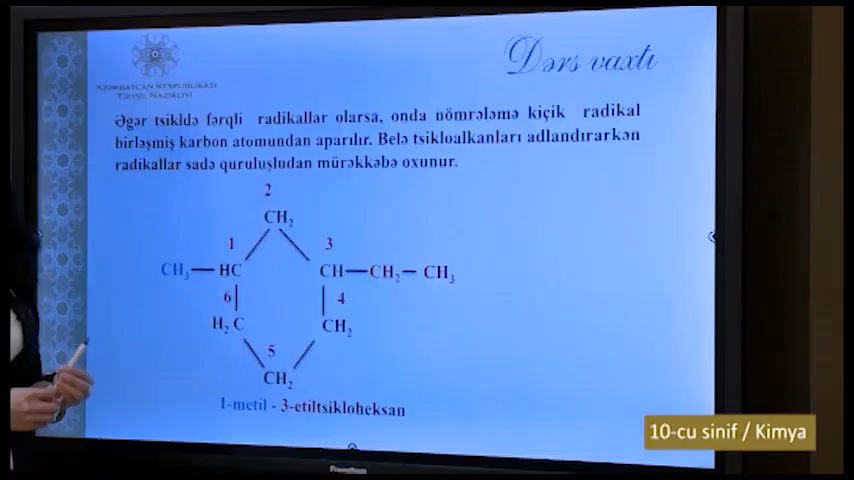 Dərs vaxtı
AZƏRBAYCAN RESPUBLİKASI
TƏHSİL NAZİRLİYİ
Əgər tsikldə fərqli radikallar olarsa, onda nömrələmə kiçik radikal
birləşmiş karbon atomundan aparılır. Belə tsikloalkanları adlandırarkən
radikallar sadə quruluşludan mürəkkəbə oxunur.
2
CH₂
1 3
CH₃ — HC CH — CH₂ — CH₃
6 4
H₂C CH₂
5
CH₂
1-metil - 3-etiltsikloheksan
10-cu sinif / Kimya
Promethean